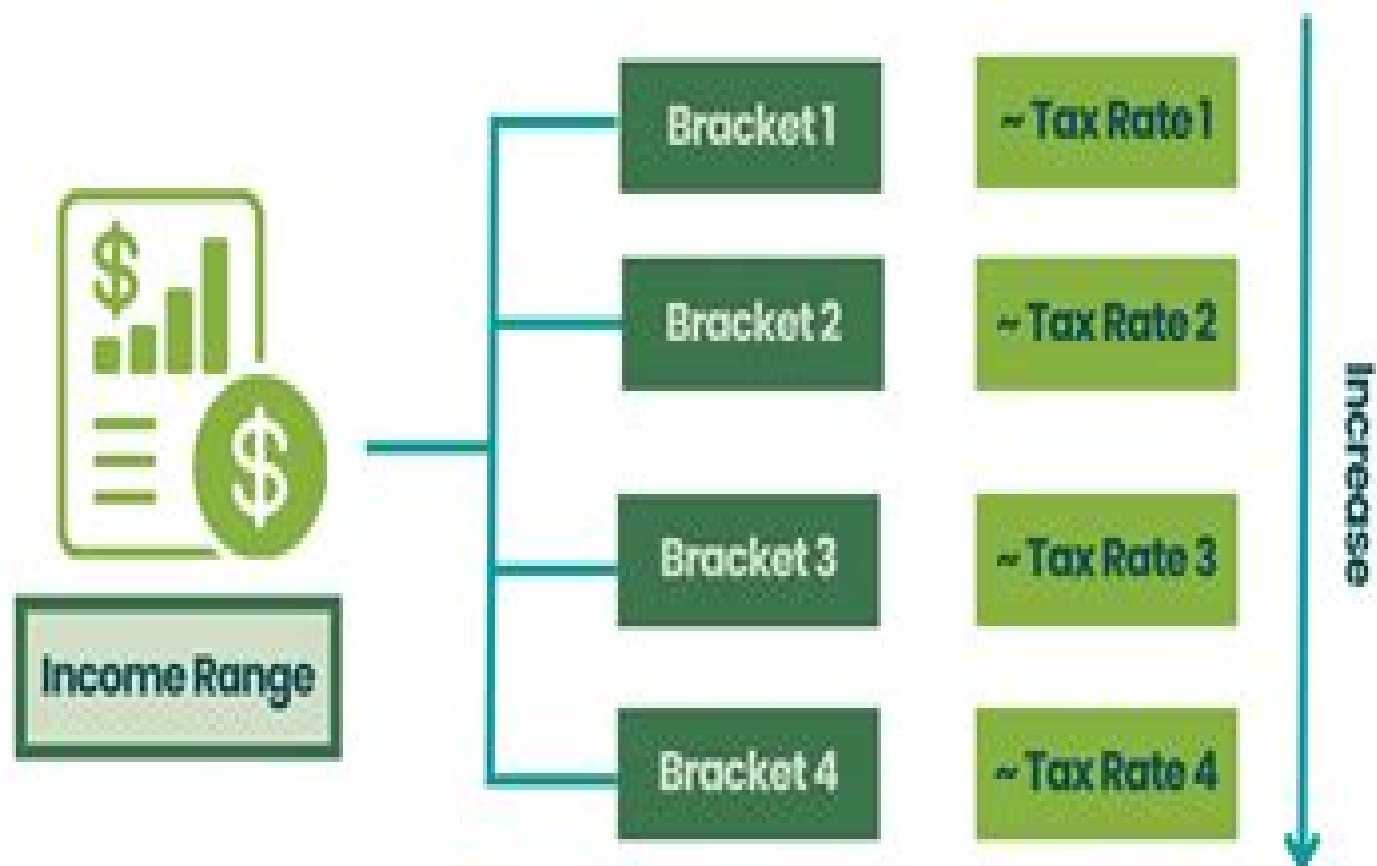 Bracket 1
~ Tax Rate 1
Bracket 2
~ Tax Rate 2
Bracket 3
~ Tax Rate 3
Bracket 4
~ Tax Rate 4
$
$
Income Range
Increase